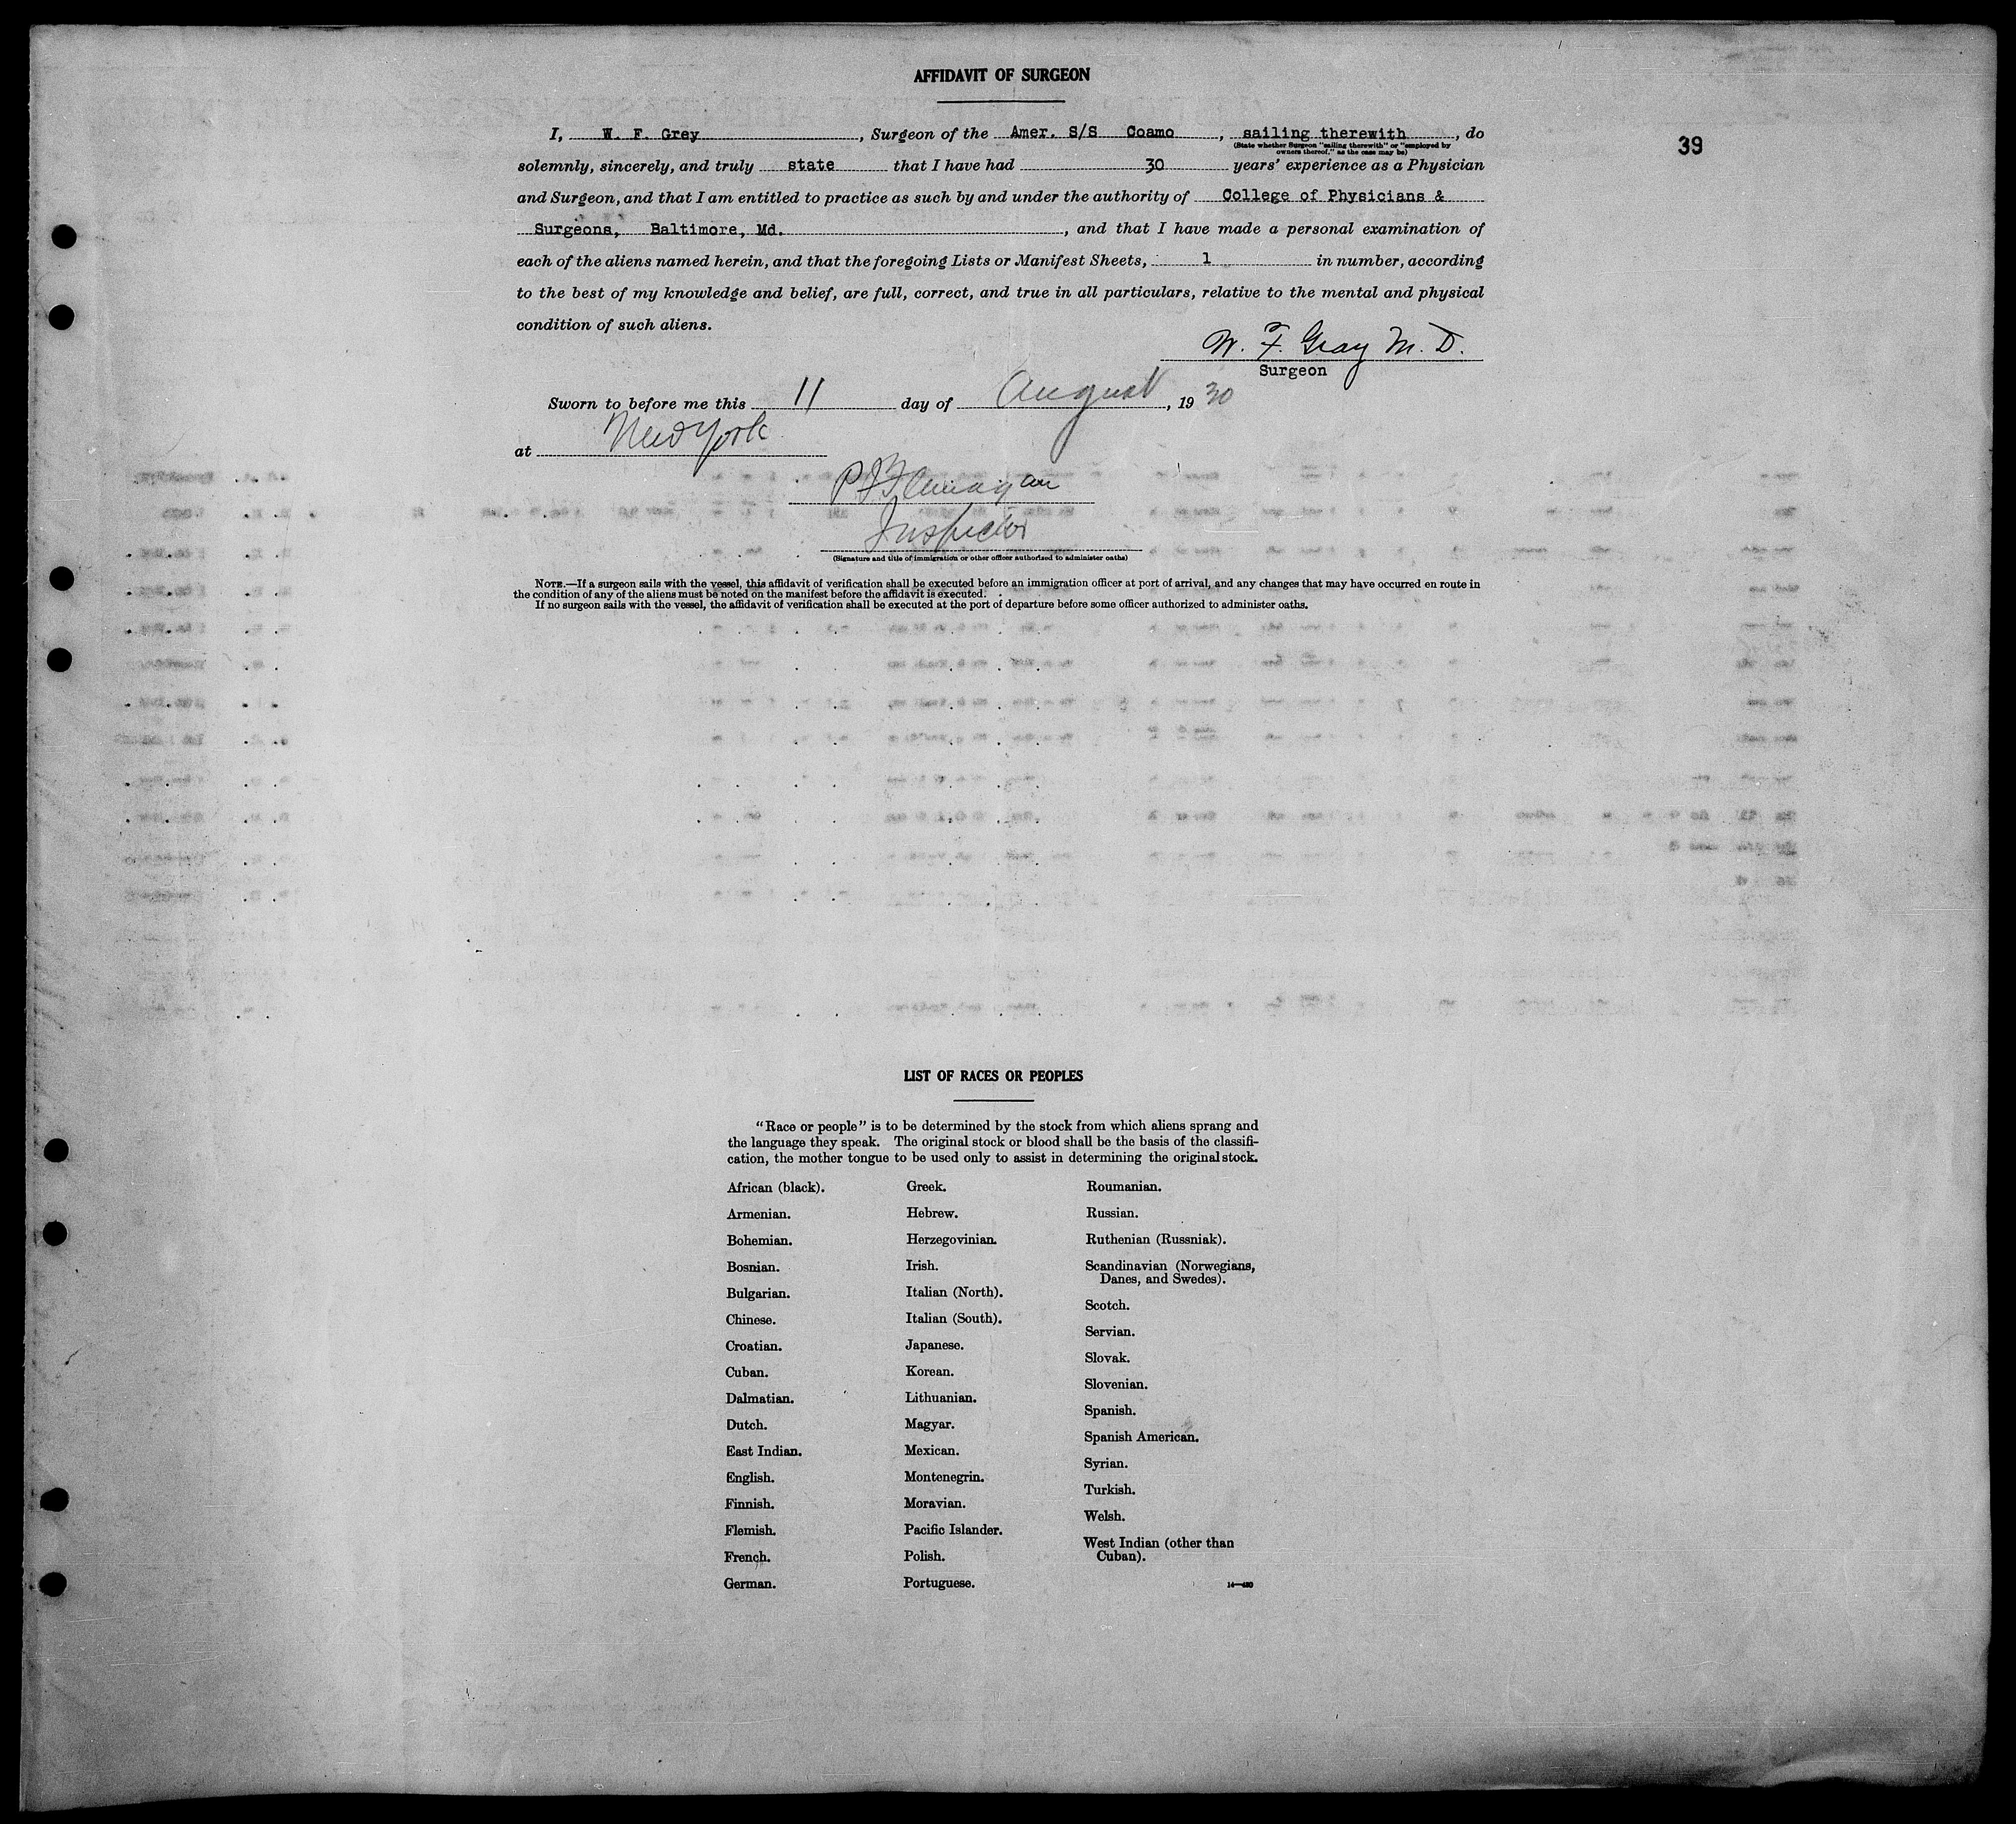 AFFIDAVIT OF SURGEON
39
I, W. F. Grey, Surgeon of the Amer. S/S Coamo, sailing therewith, do
(State whether Surgeon "sailing therewith" or "employed by
owners thereof," as the case may be)
solemnly, sincerely, and truly state that I have had 30 years' experience as a Physician
and Surgeon, and that I am entitled to practice as such by and under the authority of College of Physicians &
Surgeons, Baltimore, Md., and that I have made a personal examination of
each of the aliens named herein, and that the foregoing Lists or Manifest Sheets, 1 in number, according
to the best of my knowledge and belief, are full, correct, and true in all particulars, relative to the mental and physical
condition of such aliens.
W. F. Gray M. D.
Surgeon
Sworn to before me this 11 day of August, 1930
at New York
Inspector
(Signature and title of immigration or other officer authorized to administer oaths)
NOTE.—If a surgeon sails with the vessel, this affidavit of verification shall be executed before an immigration officer at port of arrival, and any changes that may have occurred en route in
the condition of any of the aliens must be noted on the manifest before the affidavit is executed.
If no surgeon sails with the vessel, the affidavit of verification shall be executed at the port of departure before some officer authorized to administer oaths.
LIST OF RACES OR PEOPLES
"Race or people" is to be determined by the stock from which aliens sprang and
the language they speak. The original stock or blood shall be the basis of the classifi-
cation, the mother tongue to be used only to assist in determining the original stock.
African (black).
Armenian.
Bohemian.
Bosnian.
Bulgarian.
Chinese.
Croatian.
Cuban.
Dalmatian.
Dutch.
East Indian.
English.
Finnish.
Flemish.
French.
German.
Greek.
Hebrew.
Herzegovinian.
Irish.
Italian (North).
Italian (South).
Japanese.
Korean.
Lithuanian.
Magyar.
Mexican.
Montenegrin.
Moravian.
Pacific Islander.
Polish.
Portuguese.
Roumanian.
Russian.
Ruthenian (Russniak).
Scandinavian (Norwegians,
Danes, and Swedes).
Scotch.
Servian.
Slovak.
Slovenian.
Spanish.
Spanish American.
Syrian.
Turkish.
Welsh.
West Indian (other than
Cuban).